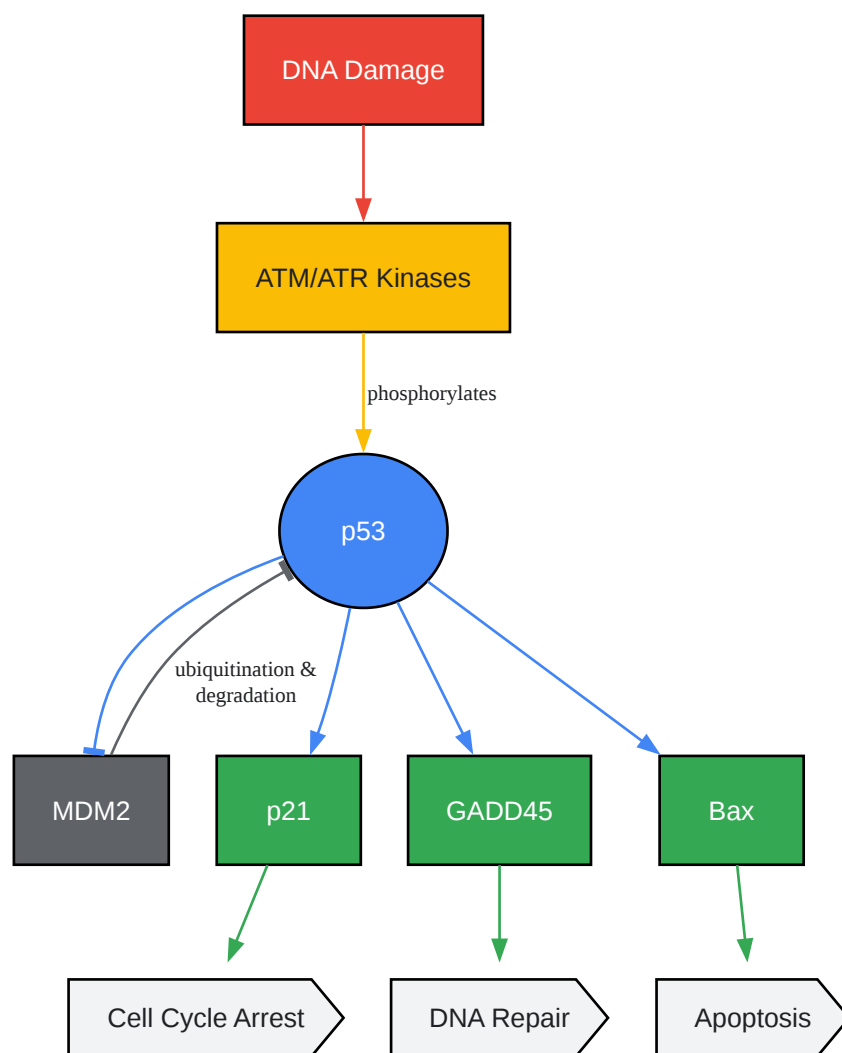 DNA Damage
ATM/ATR Kinases
phosphorylates
p53
ubiquitination &
degradation
MDM2
p21
GADD45
Bax
Cell Cycle Arrest
DNA Repair
Apoptosis